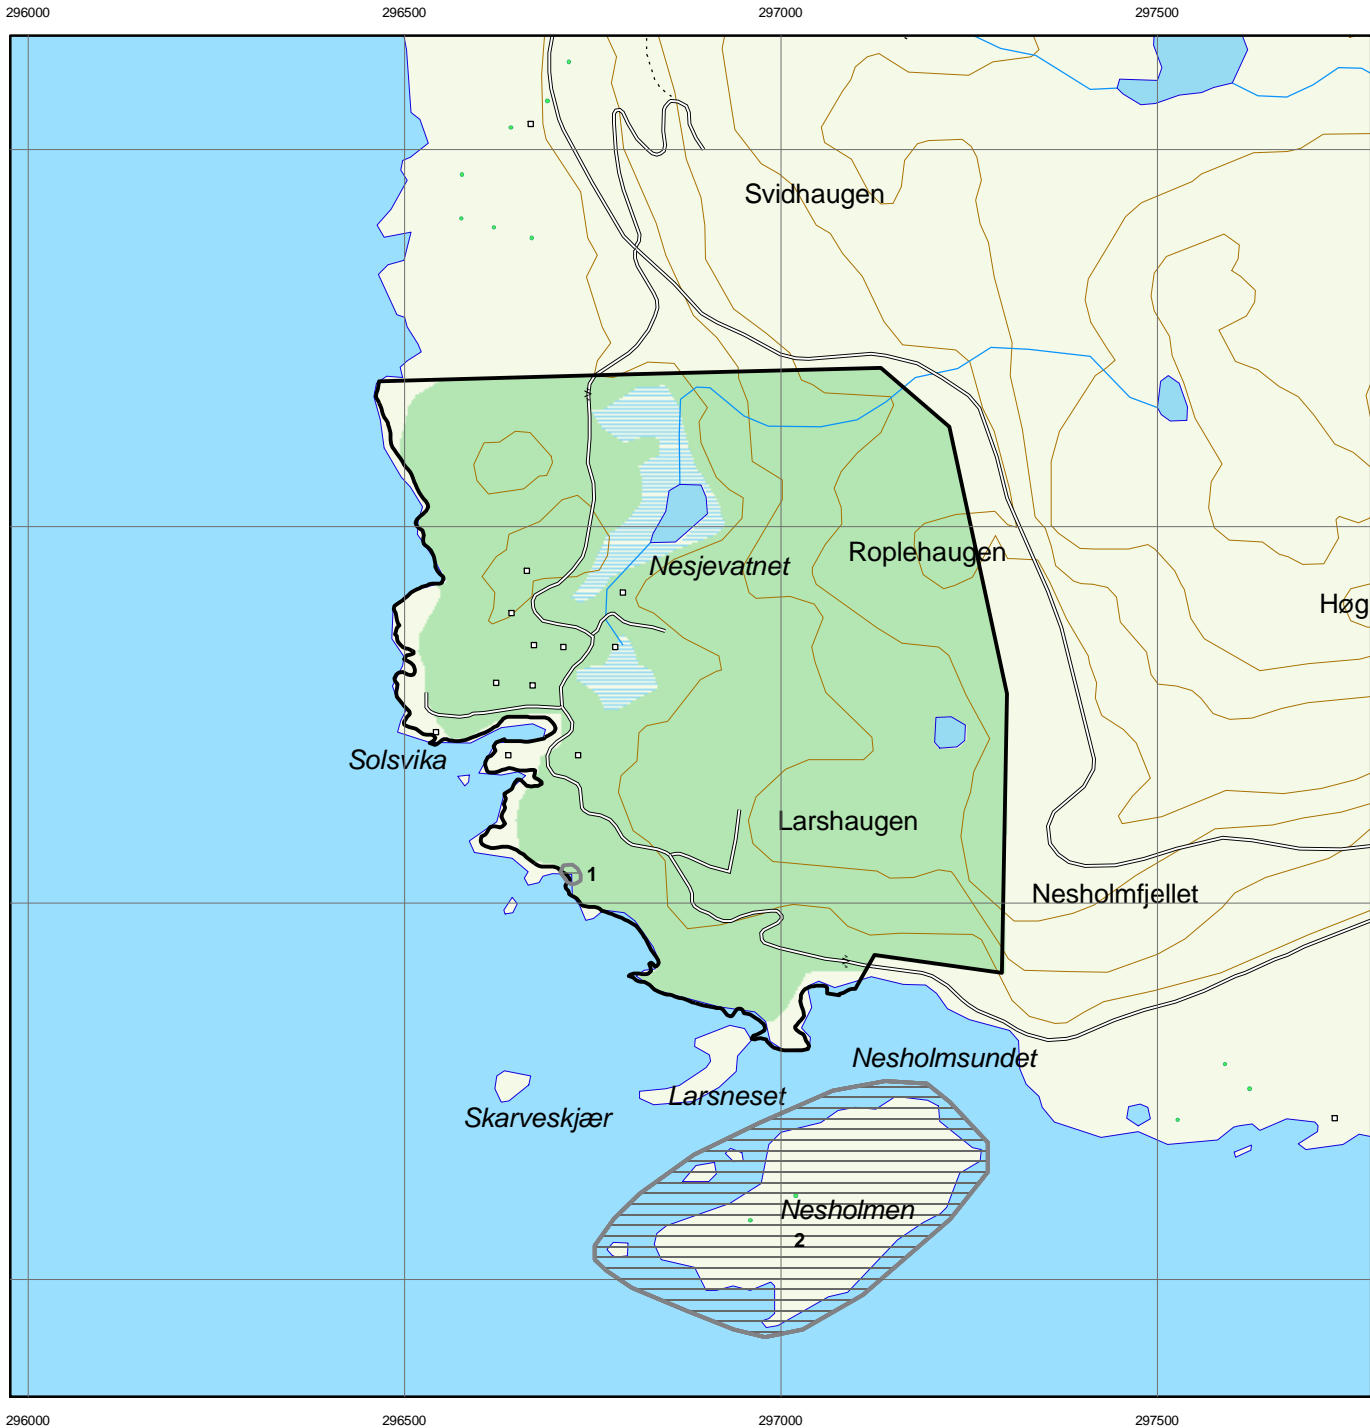 296000 296500 297000 297500
Svidhaugen
Roplehaugen
Nesjevatnet
Høg
Solsvika
Larshaugen
1
Nesholmfjellet
Nesholmsundet
Larsneset
Skarveskjær
Nesholmen
2
296000 296500 297000 297500